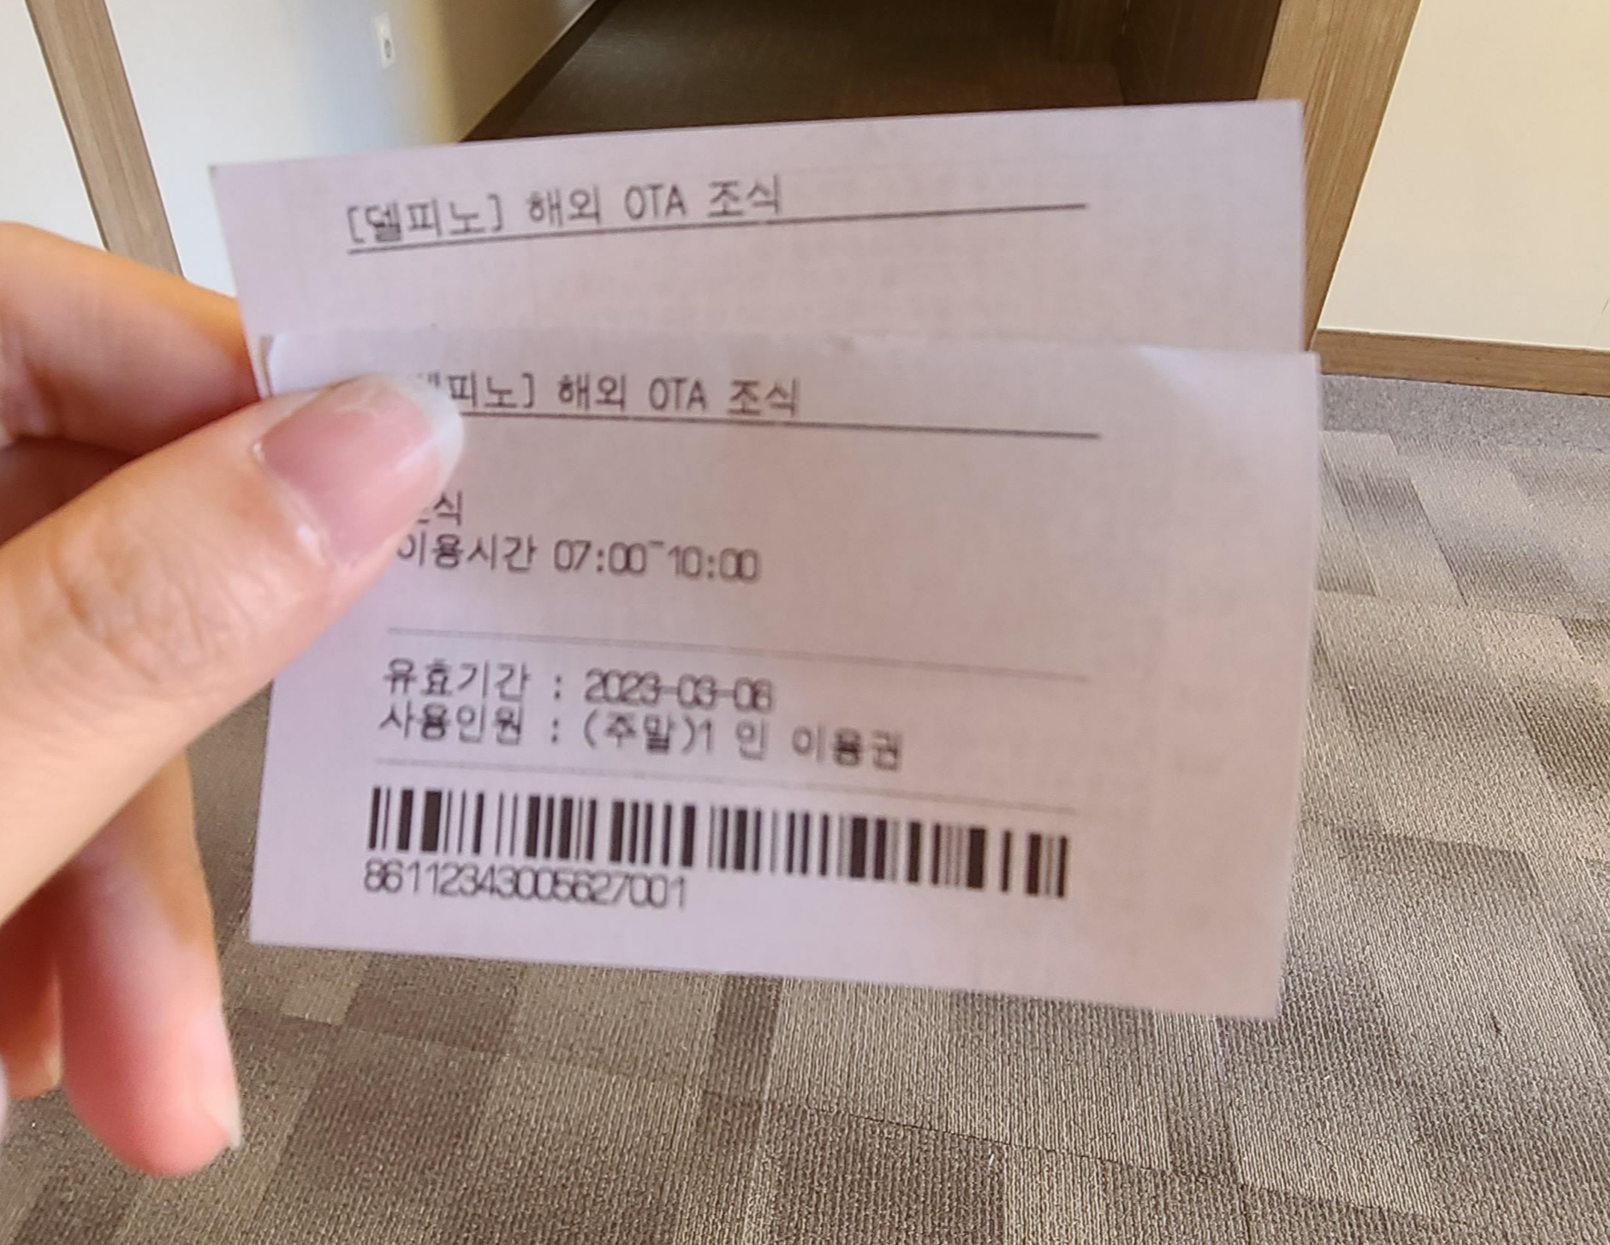 [델피노] 해외 OTA 조식
피노] 해외 OTA 조식
식
이용시간 07:00~10:00
유효기간 : 2023-03-06
사용인원 : (주말)1 인 이용권
86112343005627001